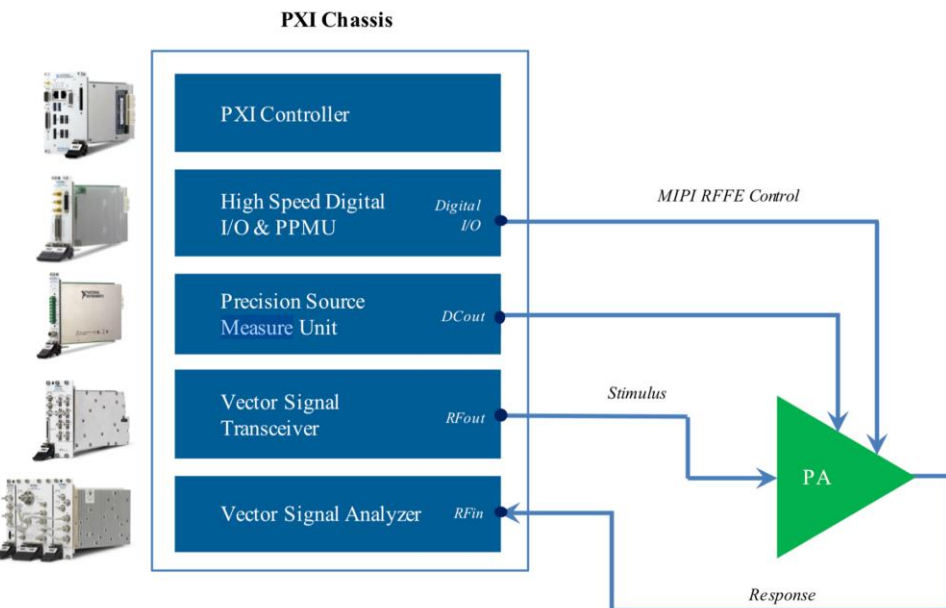 PXI Chassis
PXI Controller
High Speed Digital
I/O & PPMU
Digital
I/O
MIPI RFFE Control
Precision Source
Measure Unit
DCout
Vector Signal
Transceiver
RFout
Stimulus
PA
Vector Signal Analyzer
RFin
Response